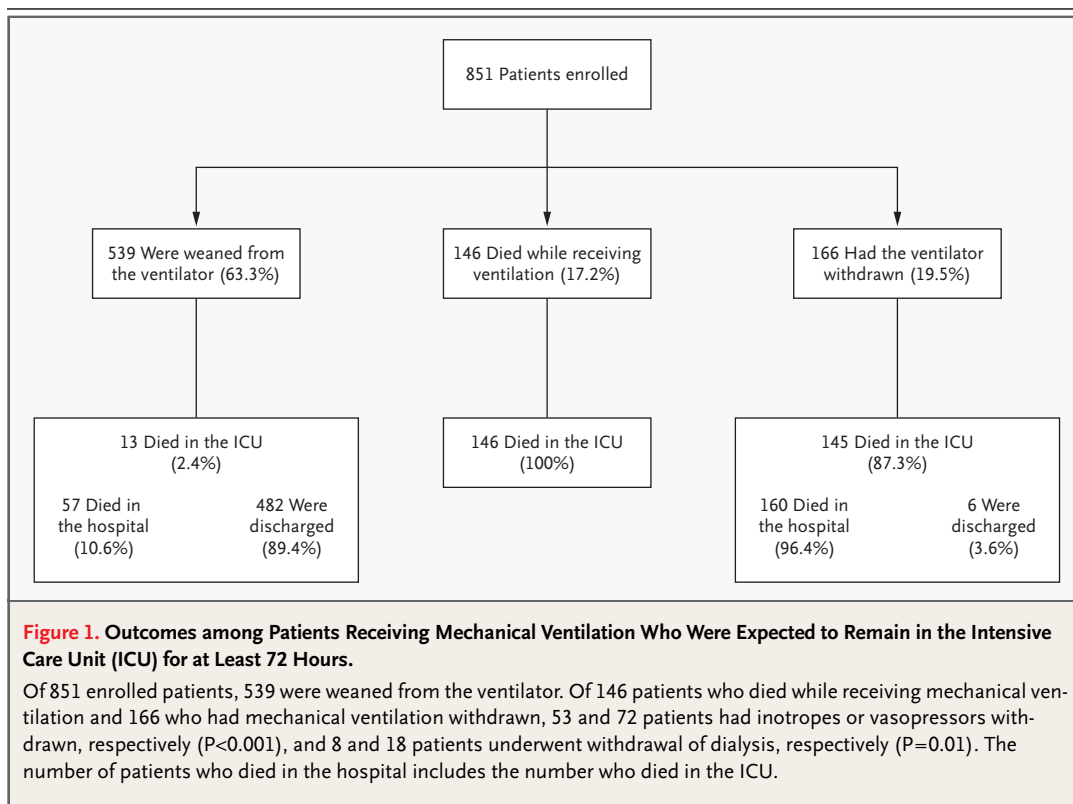 851 Patients enrolled
539 Were weaned from
the ventilator (63.3%)
146 Died while receiving
ventilation (17.2%)
166 Had the ventilator
withdrawn (19.5%)
13 Died in the ICU
(2.4%)
57 Died in
the hospital
(10.6%)
482 Were
discharged
(89.4%)
146 Died in the ICU
(100%)
145 Died in the ICU
(87.3%)
160 Died in
the hospital
(96.4%)
6 Were
discharged
(3.6%)
Figure 1. Outcomes among Patients Receiving Mechanical Ventilation Who Were Expected to Remain in the Intensive
Care Unit (ICU) for at Least 72 Hours.
Of 851 enrolled patients, 539 were weaned from the ventilator. Of 146 patients who died while receiving mechanical ven-
tilation and 166 who had mechanical ventilation withdrawn, 53 and 72 patients had inotropes or vasopressors with-
drawn, respectively (P<0.001), and 8 and 18 patients underwent withdrawal of dialysis, respectively (P=0.01). The
number of patients who died in the hospital includes the number who died in the ICU.